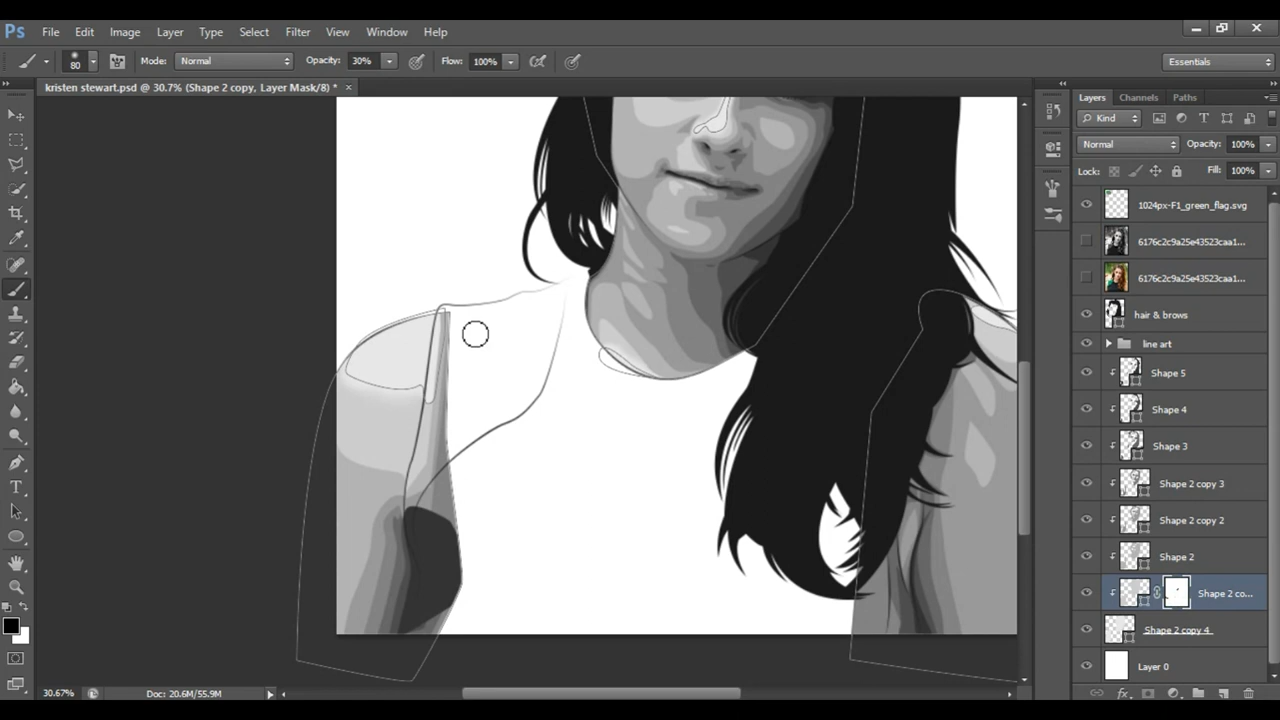 Ps File Edit Image Layer Type Select Filter View Window Help
80 Mode: Normal Opacity: 30% Flow: 100% Essentials
kristen stewart.psd @ 30.7% (Shape 2 copy, Layer Mask/8) * ×
Layers Channels Paths
Kind
Normal Opacity: 100%
Lock: Fill: 100%
1024px-F1_green_flag.svg
6176c2c9a25e43523caa1...
6176c2c9a25e43523caa1...
hair & brows
line art
Shape 5
Shape 4
Shape 3
Shape 2 copy 3
Shape 2 copy 2
Shape 2
Shape 2 co...
Shape 2 copy 4
Layer 0
30.67% Doc: 20.6M/55.9M